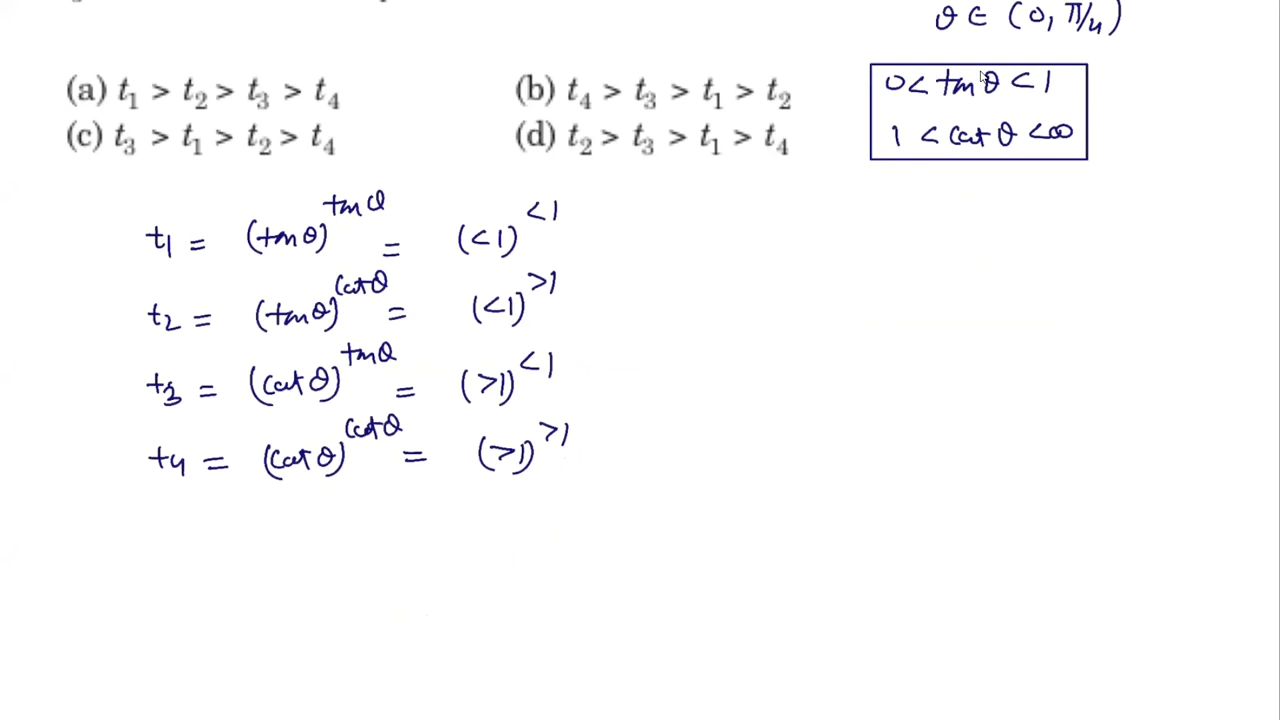 θ ∈ (0, π/4)
(a) t₁ > t₂ > t₃ > t₄ (b) t₄ > t₃ > t₁ > t₂
(c) t₃ > t₁ > t₂ > t₄ (d) t₂ > t₃ > t₁ > t₄
0 < tan θ < 1
1 < cot θ < ∞
t₁ = (tan θ)^tan θ = (<1)^<1
t₂ = (tan θ)^cot θ = (<1)^>1
t₃ = (cot θ)^tan θ = (>1)^<1
t₄ = (cot θ)^cot θ = (>1)^>1